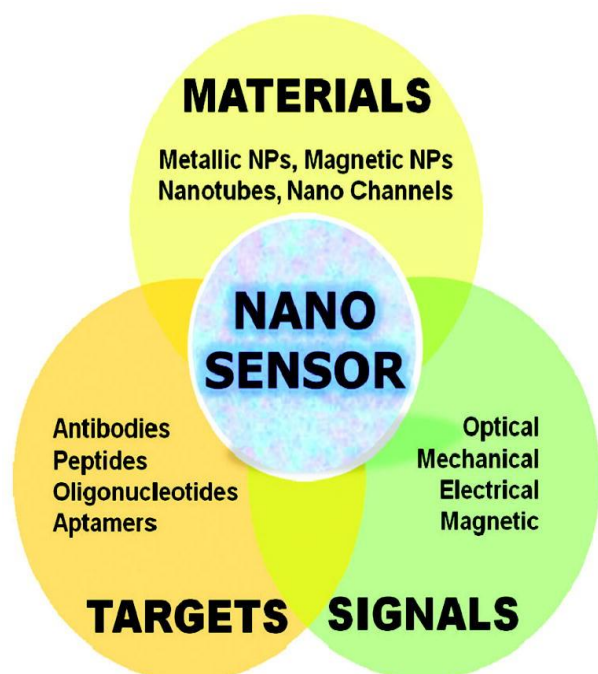 MATERIALS
Metallic NPs, Magnetic NPs
Nanotubes, Nano Channels
NANO
SENSOR
Antibodies
Peptides
Oligonucleotides
Aptamers
TARGETS
Optical
Mechanical
Electrical
Magnetic
SIGNALS